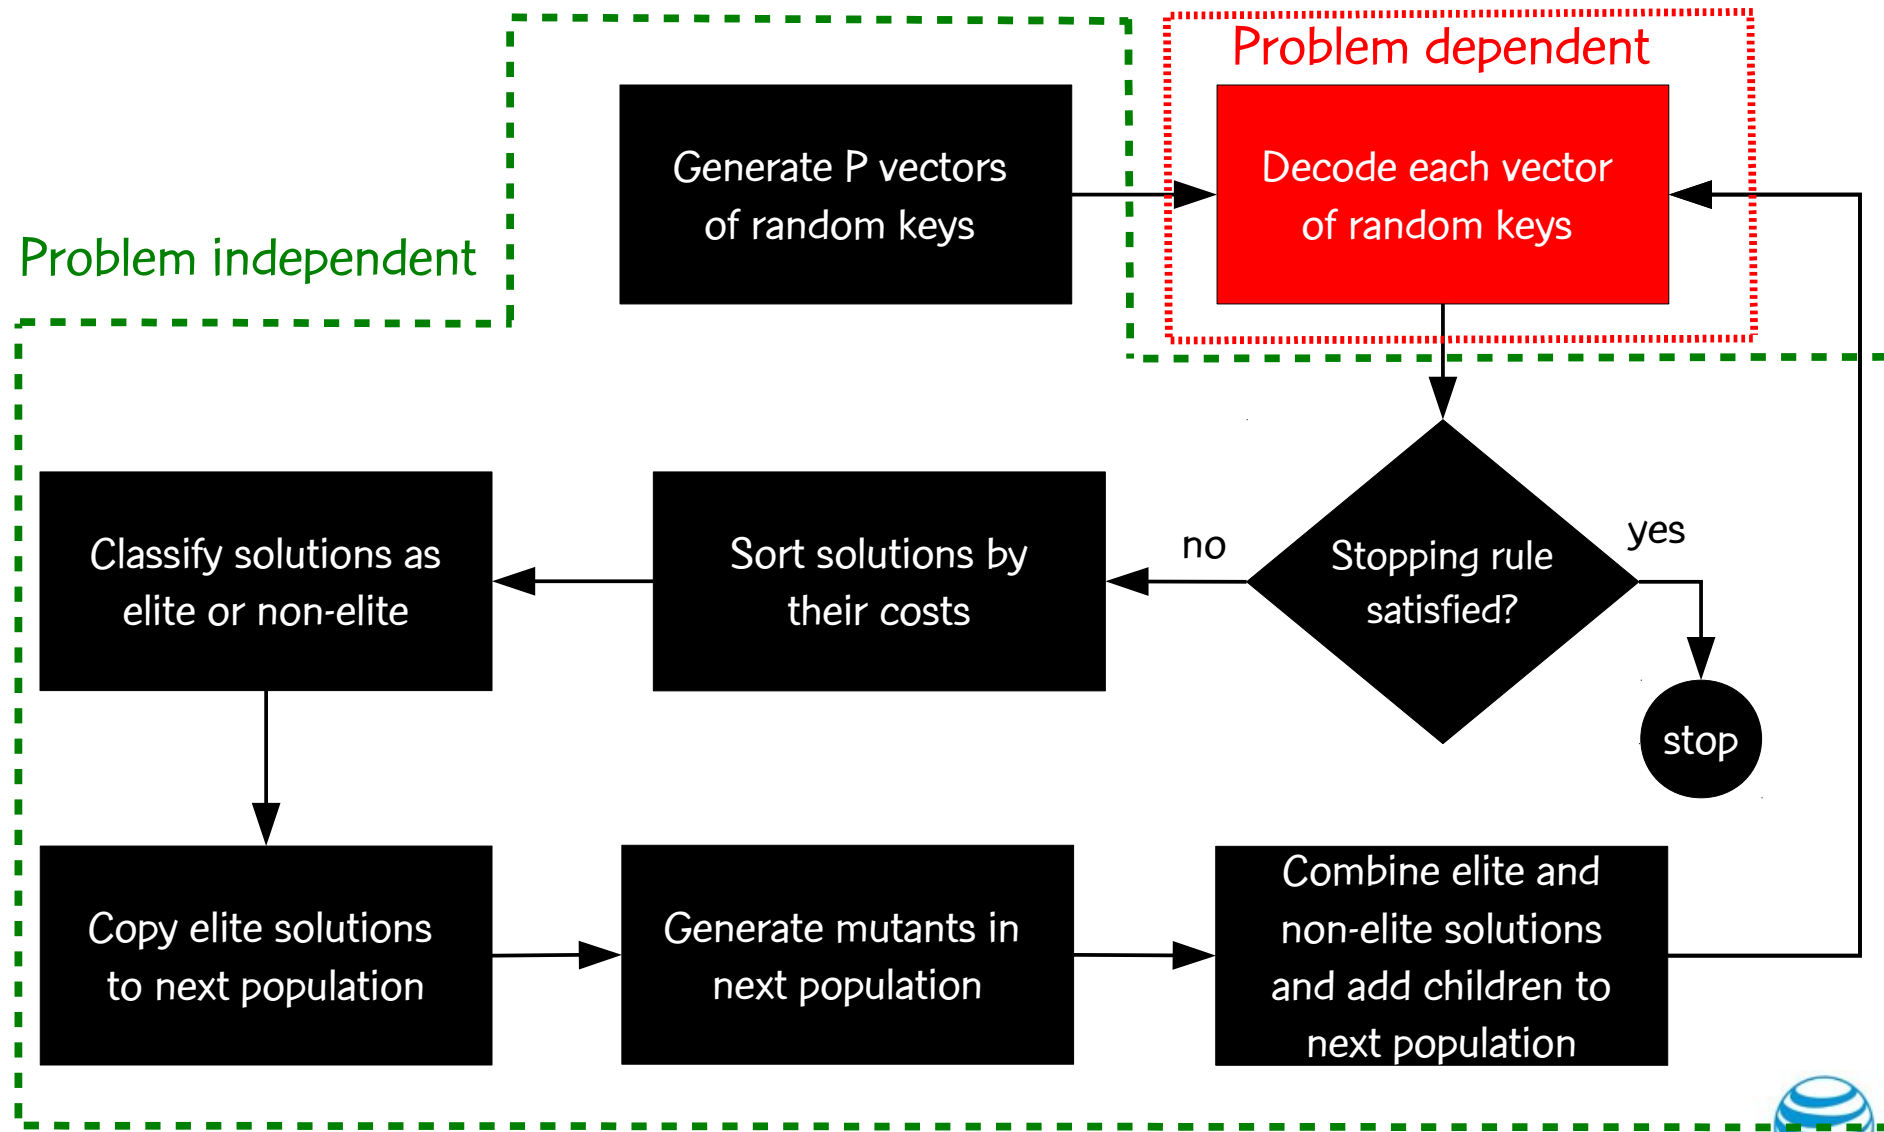 Problem dependent
Generate P vectors
of random keys
Decode each vector
of random keys
Problem independent
Classify solutions as
elite or non-elite
Sort solutions by
their costs
no
Stopping rule
satisfied?
yes
stop
Copy elite solutions
to next population
Generate mutants in
next population
Combine elite and
non-elite solutions
and add children to
next population